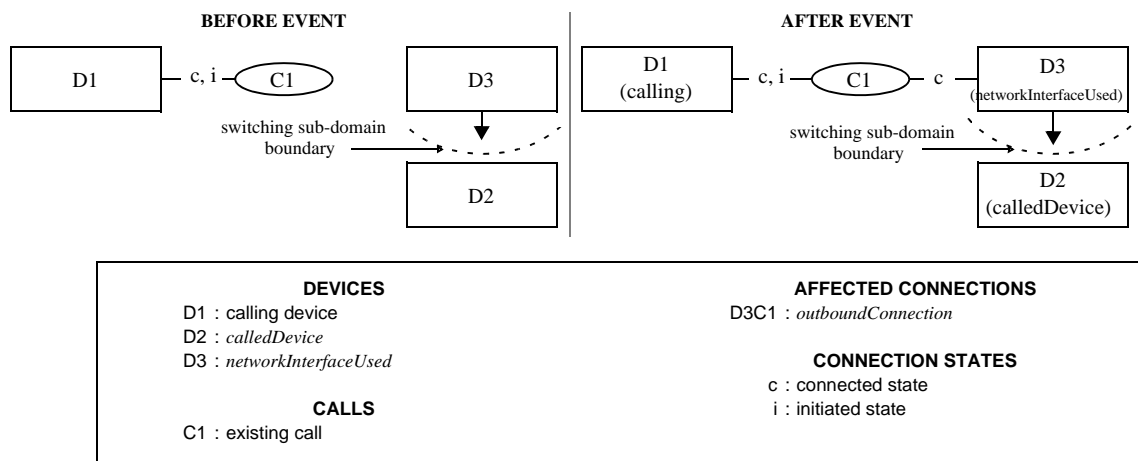 BEFORE EVENT
D1
c, i
C1
D3
switching sub-domain
boundary
D2
AFTER EVENT
D1
(calling)
c, i
C1
c
D3
(networkInterfaceUsed)
switching sub-domain
boundary
D2
(calledDevice)
DEVICES
D1 : calling device
D2 : calledDevice
D3 : networkInterfaceUsed
CALLS
C1 : existing call
AFFECTED CONNECTIONS
D3C1 : outboundConnection
CONNECTION STATES
c : connected state
i : initiated state